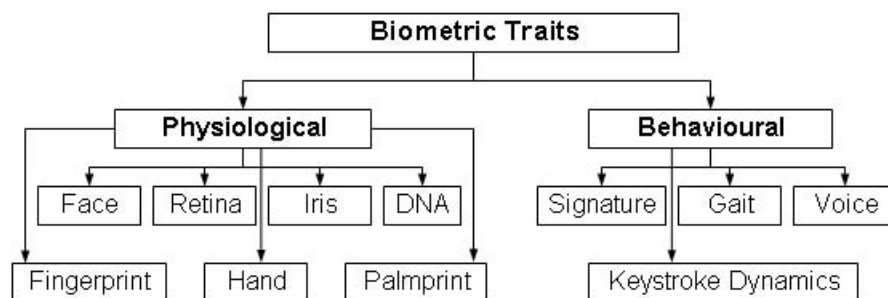 Biometric Traits
Physiological
Behavioural
Face
Retina
Iris
DNA
Signature
Gait
Voice
Fingerprint
Hand
Palmprint
Keystroke Dynamics